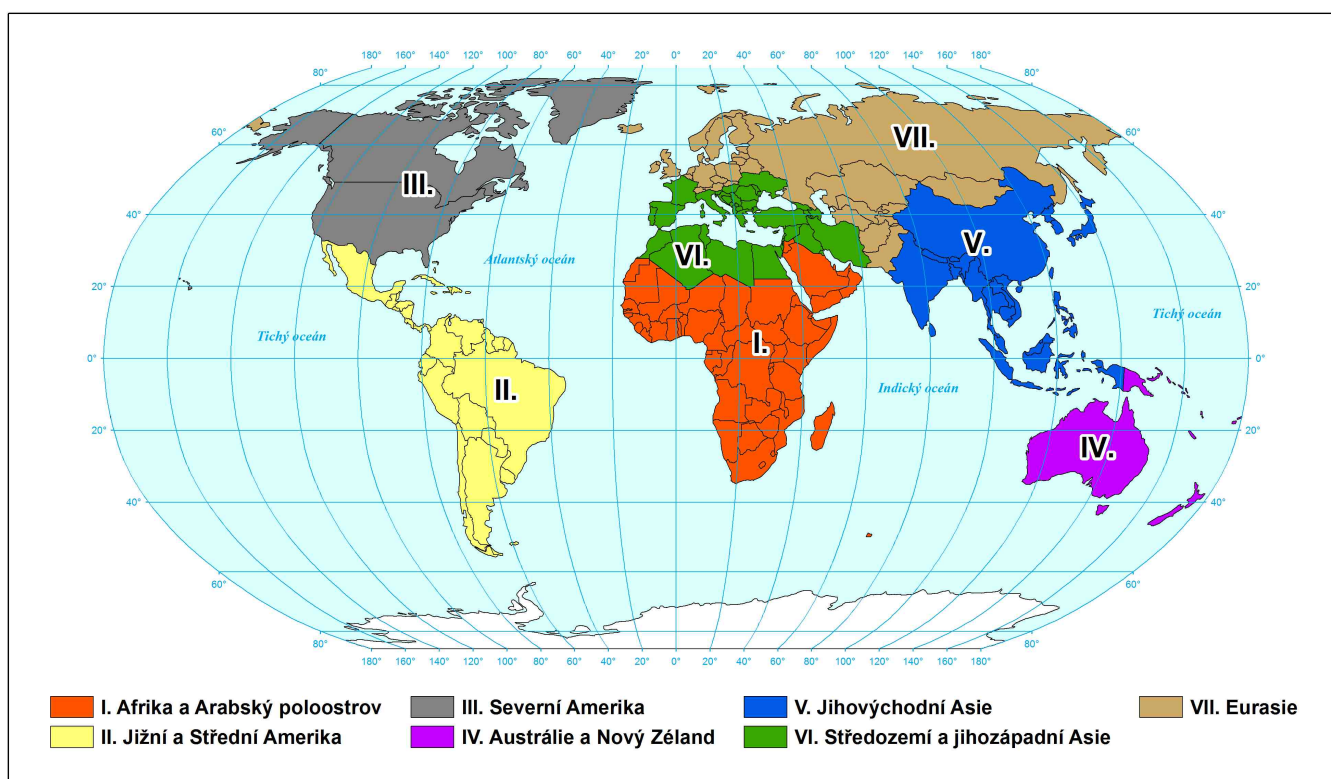 180° 160° 140° 120° 100° 80° 60° 40° 20° 0° 20° 40° 60° 80° 100° 120° 140° 160° 180°
80° 80°
60° 60°
VII.
III.
40° 40°
V.
VI.
Atlantský oceán
20° 20°
Tichý oceán Tichý oceán
I.
0° 0°
II.
Indický oceán
20° 20°
IV.
40° 40°
60° 60°
80° 80°
180° 160° 140° 120° 100° 80° 60° 40° 20° 0° 20° 40° 60° 80° 100° 120° 140° 160° 180°
I. Afrika a Arabský poloostrov III. Severní Amerika V. Jihovýchodní Asie VII. Eurasie
II. Jižní a Střední Amerika IV. Austrálie a Nový Zéland VI. Středozemí a jihozápadní Asie